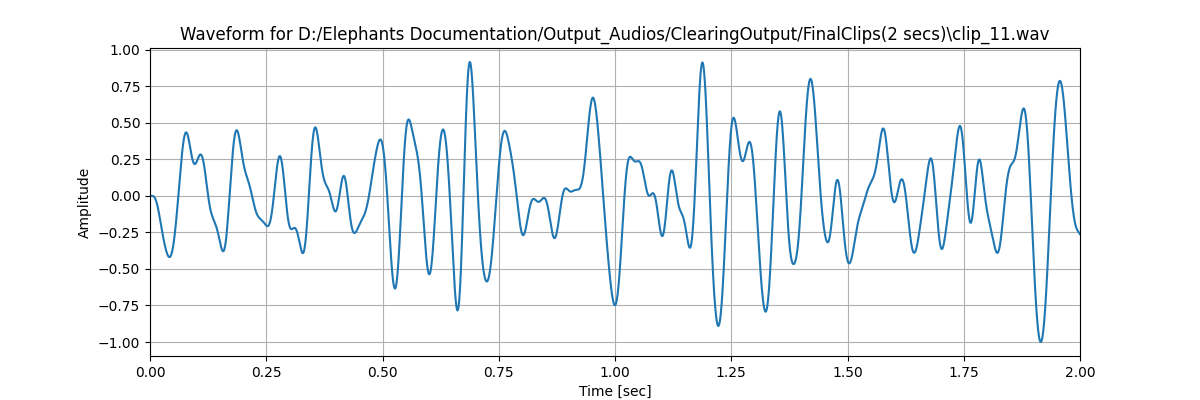 Waveform for D:/Elephants Documentation/Output_Audios/ClearingOutput/FinalClips(2 secs)\clip_11.wav
1.00
0.75
0.50
0.25
0.00
−0.25
−0.50
−0.75
−1.00
Amplitude
0.00 0.25 0.50 0.75 1.00 1.25 1.50 1.75 2.00
Time [sec]